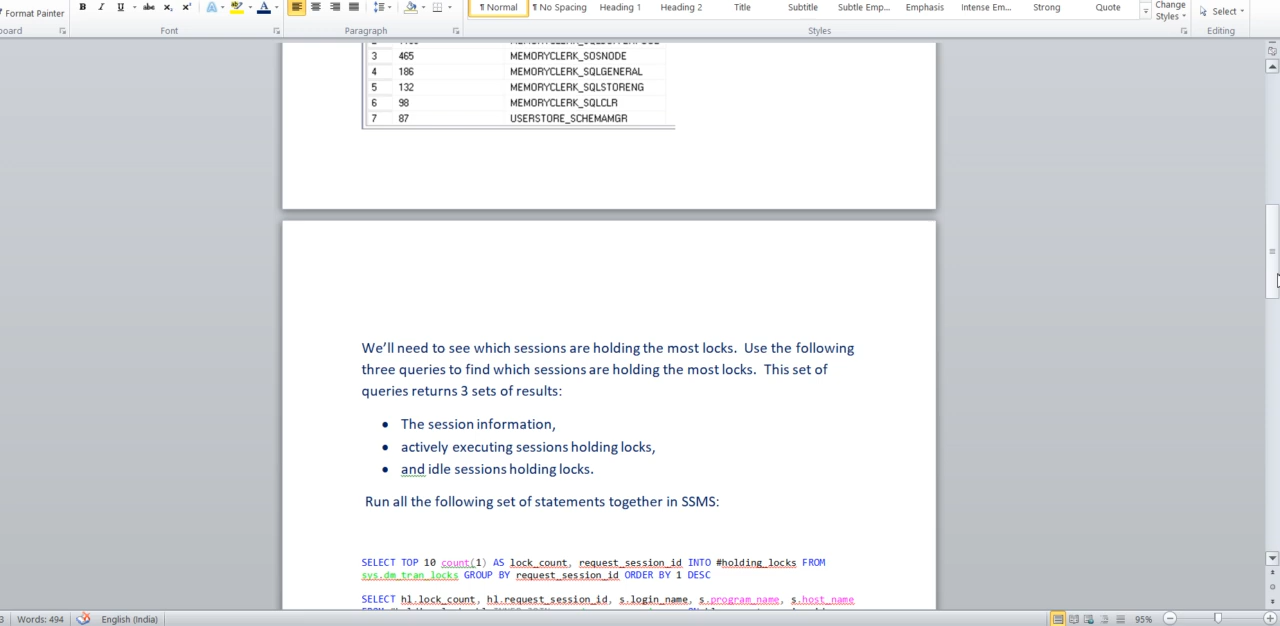 Format Painter
B I U abc x₂ x² A ab A
¶ Normal ¶ No Spacing Heading 1 Heading 2 Title Subtitle Subtle Emp... Emphasis Intense Em... Strong Quote Change Styles Select
Font Paragraph Styles Editing
3 465 MEMORYCLERK_SOSNODE
4 186 MEMORYCLERK_SQLGENERAL
5 132 MEMORYCLERK_SQLSTORENG
6 98 MEMORYCLERK_SQLCLR
7 87 USERSTORE_SCHEMAMGR
We’ll need to see which sessions are holding the most locks.  Use the following
three queries to find which sessions are holding the most locks.  This set of
queries returns 3 sets of results:
• The session information,
• actively executing sessions holding locks,
• and idle sessions holding locks.
Run all the following set of statements together in SSMS:
SELECT TOP 10 count(1) AS lock_count, request_session_id INTO #holding_locks FROM
sys.dm_tran_locks GROUP BY request_session_id ORDER BY 1 DESC
SELECT hl.lock_count, hl.request_session_id, s.login_name, s.program_name, s.host_name
3 Words: 494 English (India) 95%